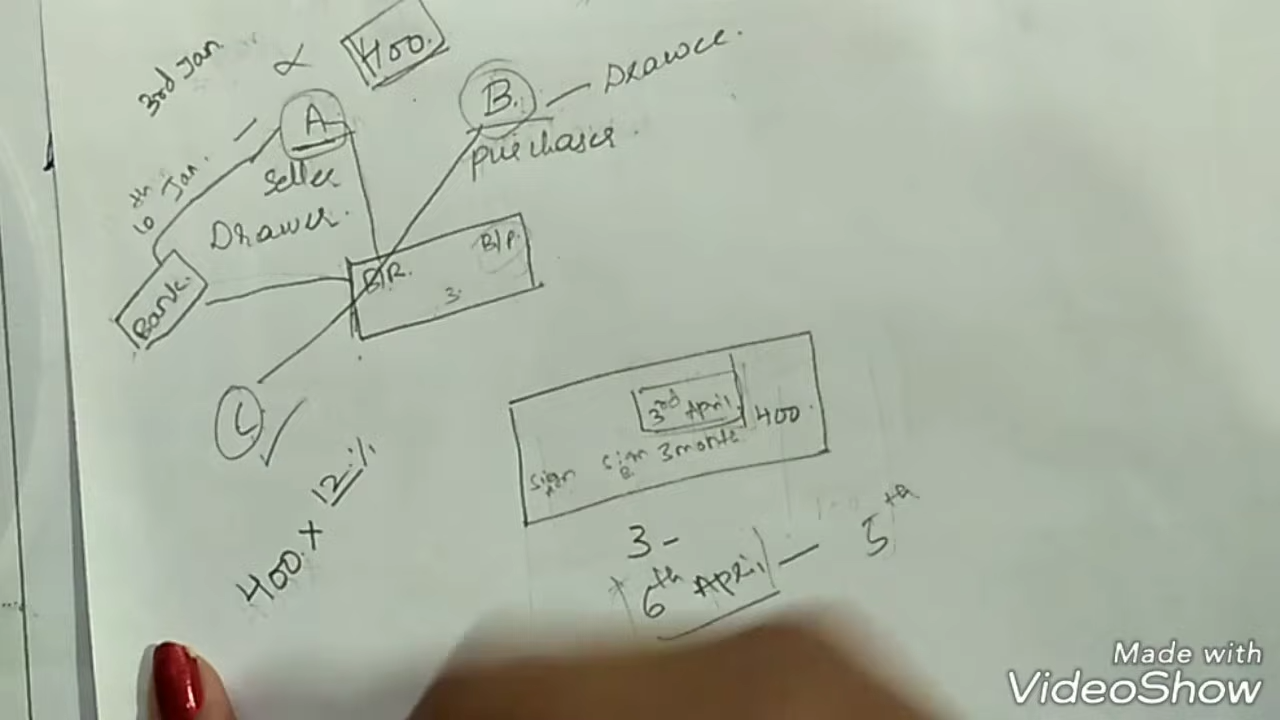 3rd Jan
400.
A
B. — Drawee.
purchaser.
10th Jan.
Seller
Drawer.
Bank.
B/R.
B/P.
3.
C
3rd April
400.
sign A
sign B
3 months
400 x 12%
3 -
6th April — 5th
Made with
VideoShow